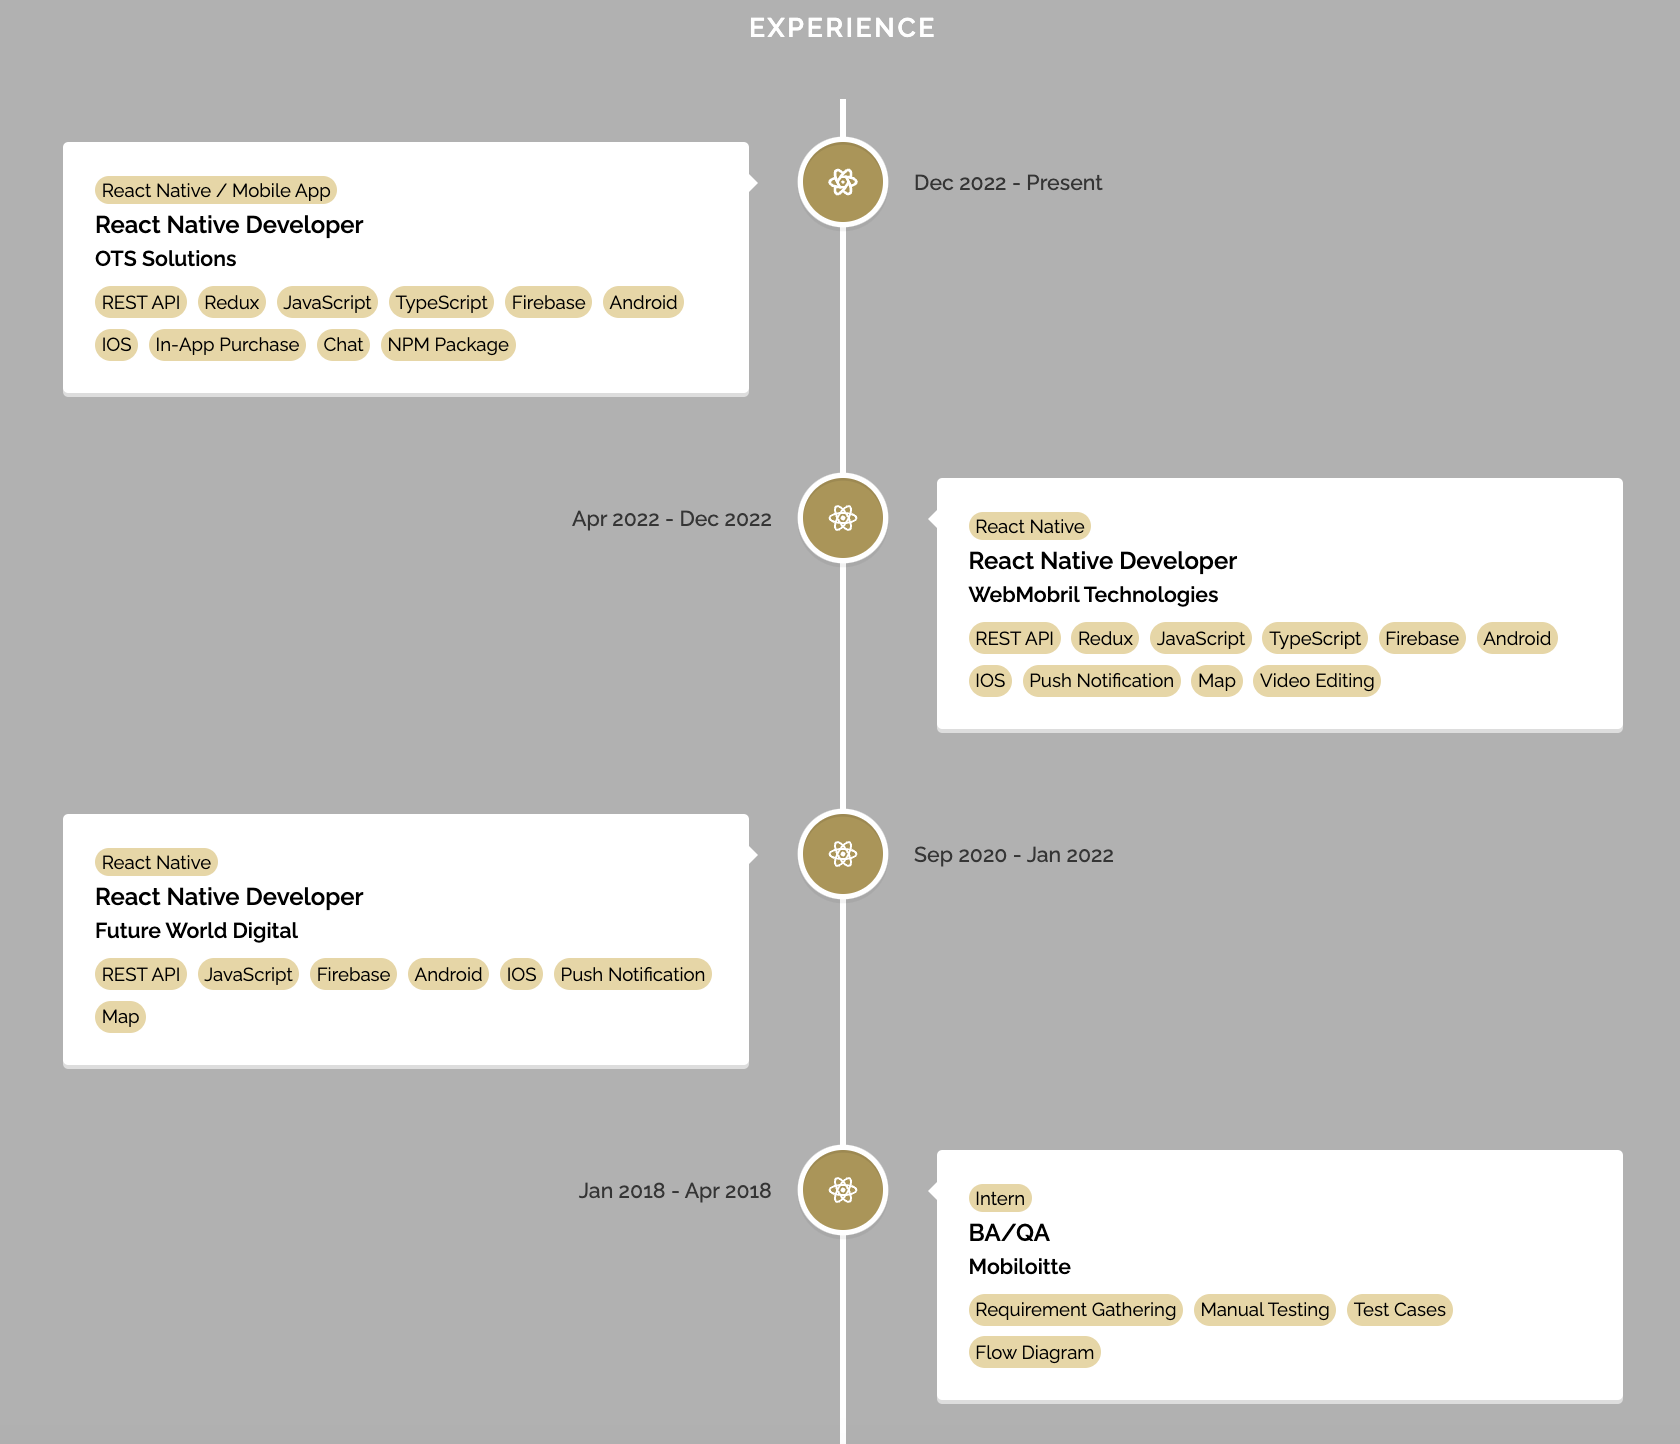 EXPERIENCE
React Native / Mobile App
React Native Developer
OTS Solutions
REST API Redux JavaScript TypeScript Firebase Android
IOS In-App Purchase Chat NPM Package
Dec 2022 - Present
Apr 2022 - Dec 2022
React Native
React Native Developer
WebMobril Technologies
REST API Redux JavaScript TypeScript Firebase Android
IOS Push Notification Map Video Editing
React Native
React Native Developer
Future World Digital
REST API JavaScript Firebase Android IOS Push Notification
Map
Sep 2020 - Jan 2022
Jan 2018 - Apr 2018
Intern
BA/QA
Mobiloitte
Requirement Gathering Manual Testing Test Cases
Flow Diagram